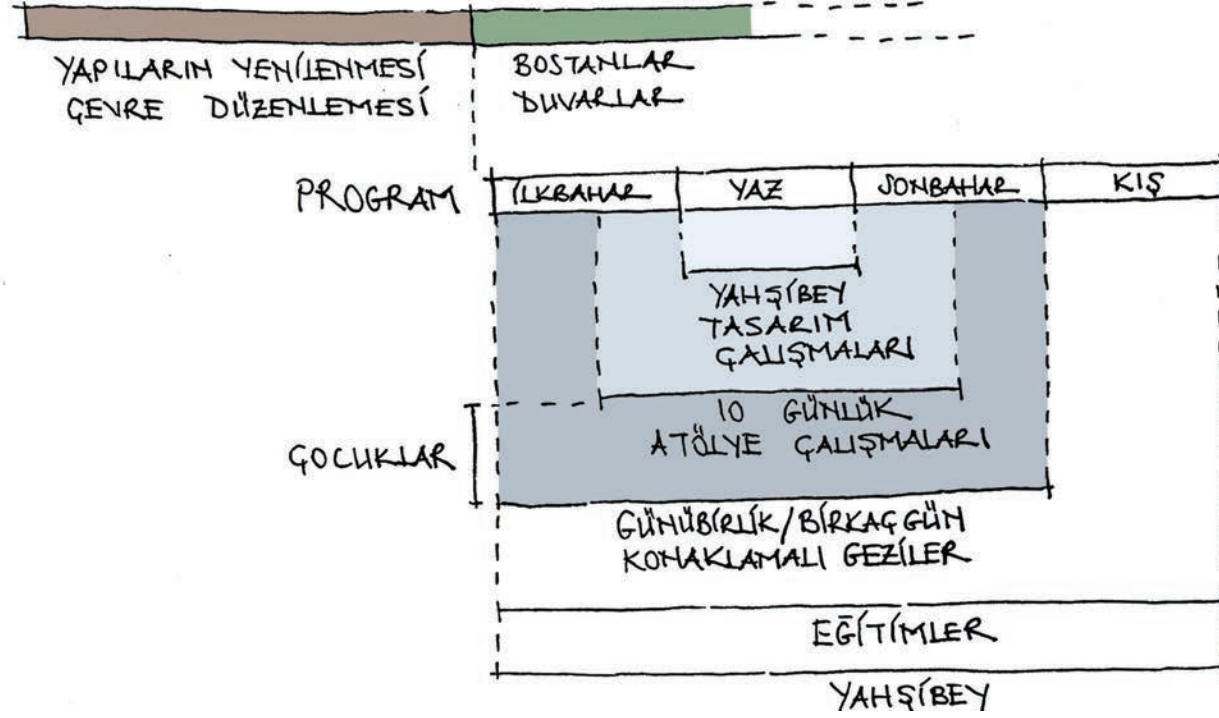 YAPILARIN YENİLENMESİ
ÇEVRE DÜZENLEMESİ
BOSTANLAR
DUVARLAR
PROGRAM
İLKBAHAR
YAZ
SONBAHAR
KIŞ
YAHŞİBEY
TASARIM
ÇALIŞMALARI
10 GÜNLÜK
ATÖLYE ÇALIŞMALARI
ÇOCUKLAR
GÜNÜBİRLİK/BİRKAÇ GÜN
KONAKLAMALI GEZİLER
EĞİTİMLER
YAHŞİBEY